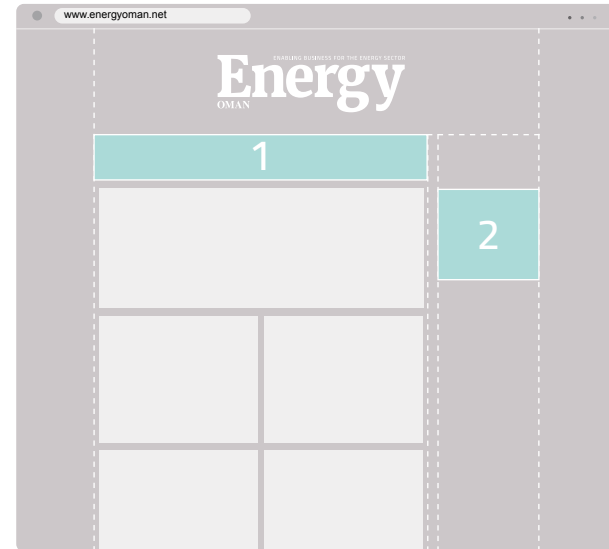 www.energyoman.net
ENABLING BUSINESS FOR THE ENERGY SECTOR
Energy
OMAN
1
2